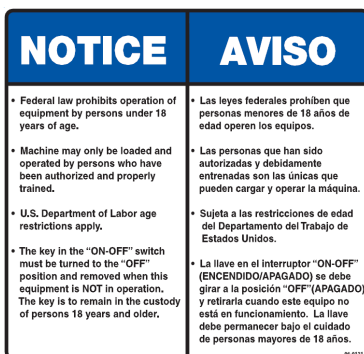 NOTICE
• Federal law prohibits operation of
equipment by persons under 18
years of age.
• Machine may only be loaded and
operated by persons who have
been authorized and properly
trained.
• U.S. Department of Labor age
restrictions apply.
• The key in the “ON-OFF” switch
must be turned to the “OFF”
position and removed when this
equipment is NOT in operation.
The key is to remain in the custody
of persons 18 years and older.
AVISO
• Las leyes federales prohíben que
personas menores de 18 años de
edad operen los equipos.
• Las personas que han sido
autorizadas y debidamente
entrenadas son las únicas que
pueden cargar y operar la máquina.
• Sujeta a las restricciones de edad
del Departamento del Trabajo de
Estados Unidos.
• La llave en el interruptor “ON-OFF”
(ENCENDIDO/APAGADO) se debe
girar a la posición “OFF”(APAGADO)
y retirarla cuando este equipo no
está en funcionamiento. La llave
debe permanecer bajo el cuidado
de personas mayores de 18 años.